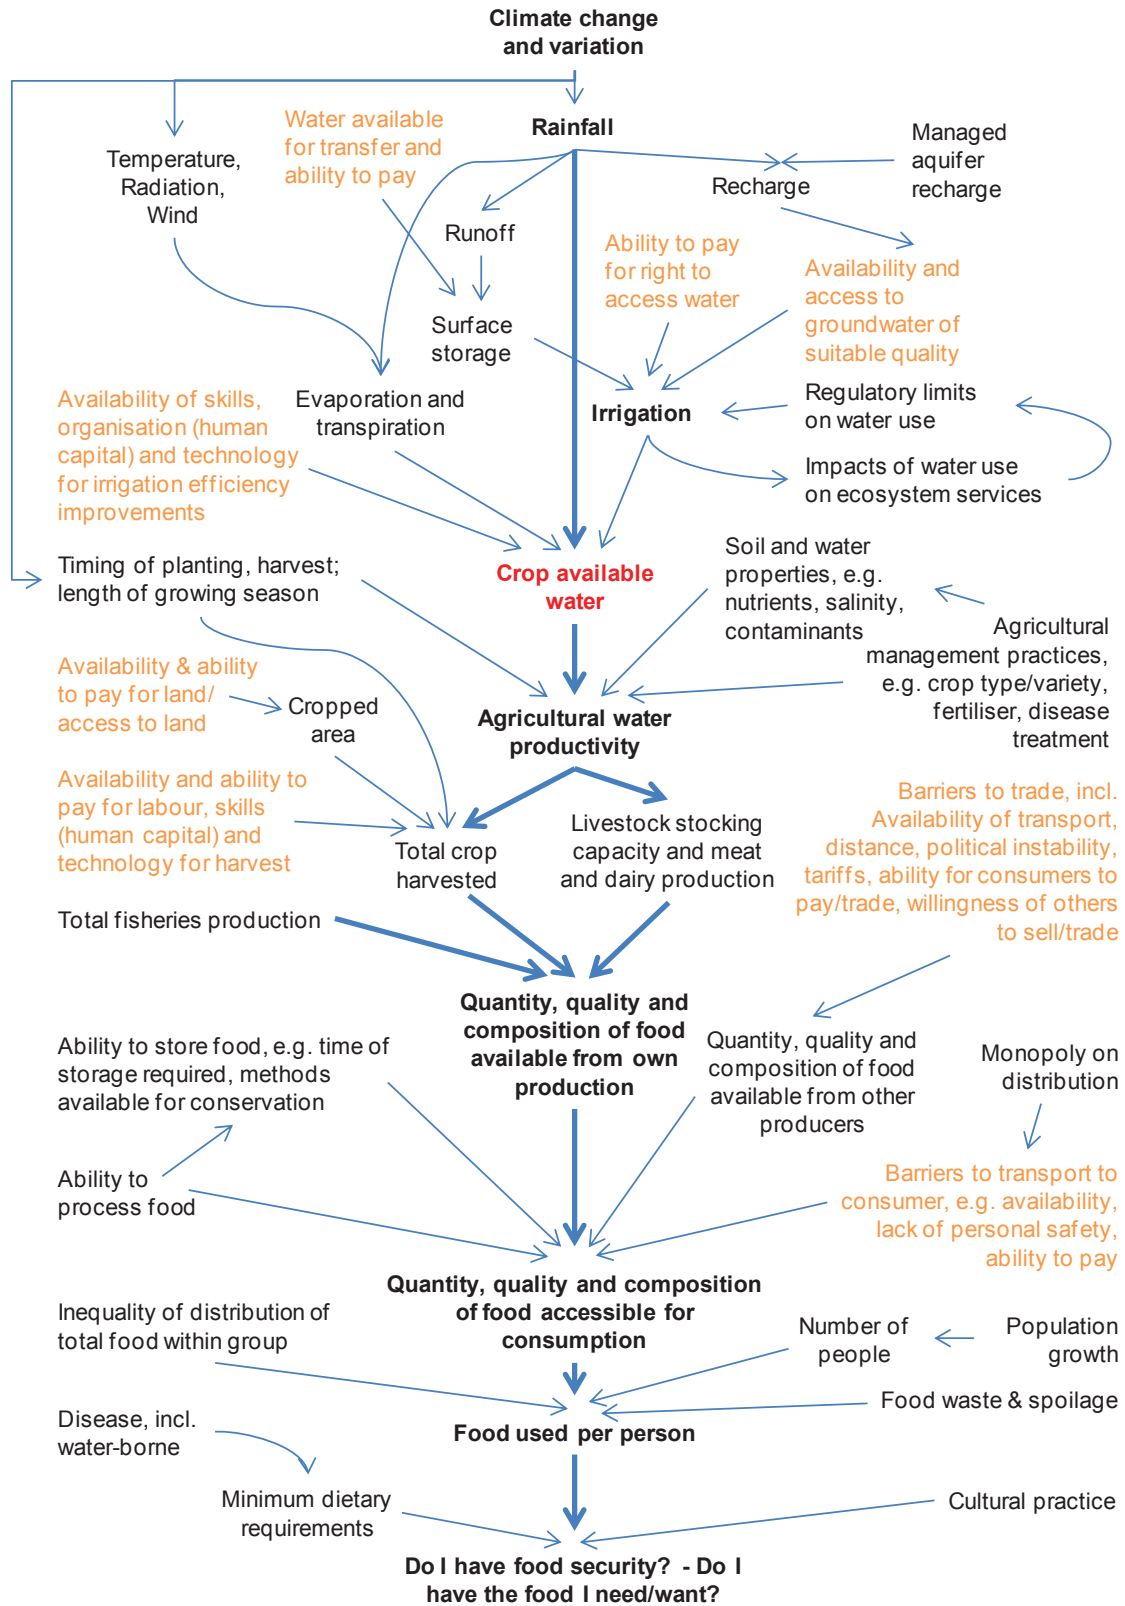 Climate change
and variation
Rainfall
Water available
for transfer and
ability to pay
Managed
aquifer
recharge
Temperature,
Radiation,
Wind
Recharge
Runoff
Ability to pay
for right to
access water
Availability and
access to
groundwater of
suitable quality
Surface
storage
Availability of skills,
organisation (human
capital) and technology
for irrigation efficiency
improvements
Evaporation and
transpiration
Irrigation
Regulatory limits
on water use
Impacts of water use
on ecosystem services
Timing of planting, harvest;
length of growing season
Crop available
water
Soil and water
properties, e.g.
nutrients, salinity,
contaminants
Agricultural
management practices,
e.g. crop type/variety,
fertiliser, disease
treatment
Availability & ability
to pay for land/
access to land
Cropped
area
Agricultural water
productivity
Availability and ability to
pay for labour, skills
(human capital) and
technology for harvest
Total crop
harvested
Livestock stocking
capacity and meat
and dairy production
Barriers to trade, incl.
Availability of transport,
distance, political instability,
tariffs, ability for consumers to
pay/trade, willingness of others
to sell/trade
Total fisheries production
Quantity, quality and
composition of food
available from own
production
Ability to store food, e.g. time of
storage required, methods
available for conservation
Quantity, quality and
composition of food
available from other
producers
Monopoly on
distribution
Ability to
process food
Barriers to transport to
consumer, e.g. availability,
lack of personal safety,
ability to pay
Quantity, quality and composition
of food accessible for
consumption
Inequality of distribution of
total food within group
Number of
people
Population
growth
Food waste & spoilage
Disease, incl.
water-borne
Food used per person
Minimum dietary
requirements
Cultural practice
Do I have food security? - Do I
have the food I need/want?